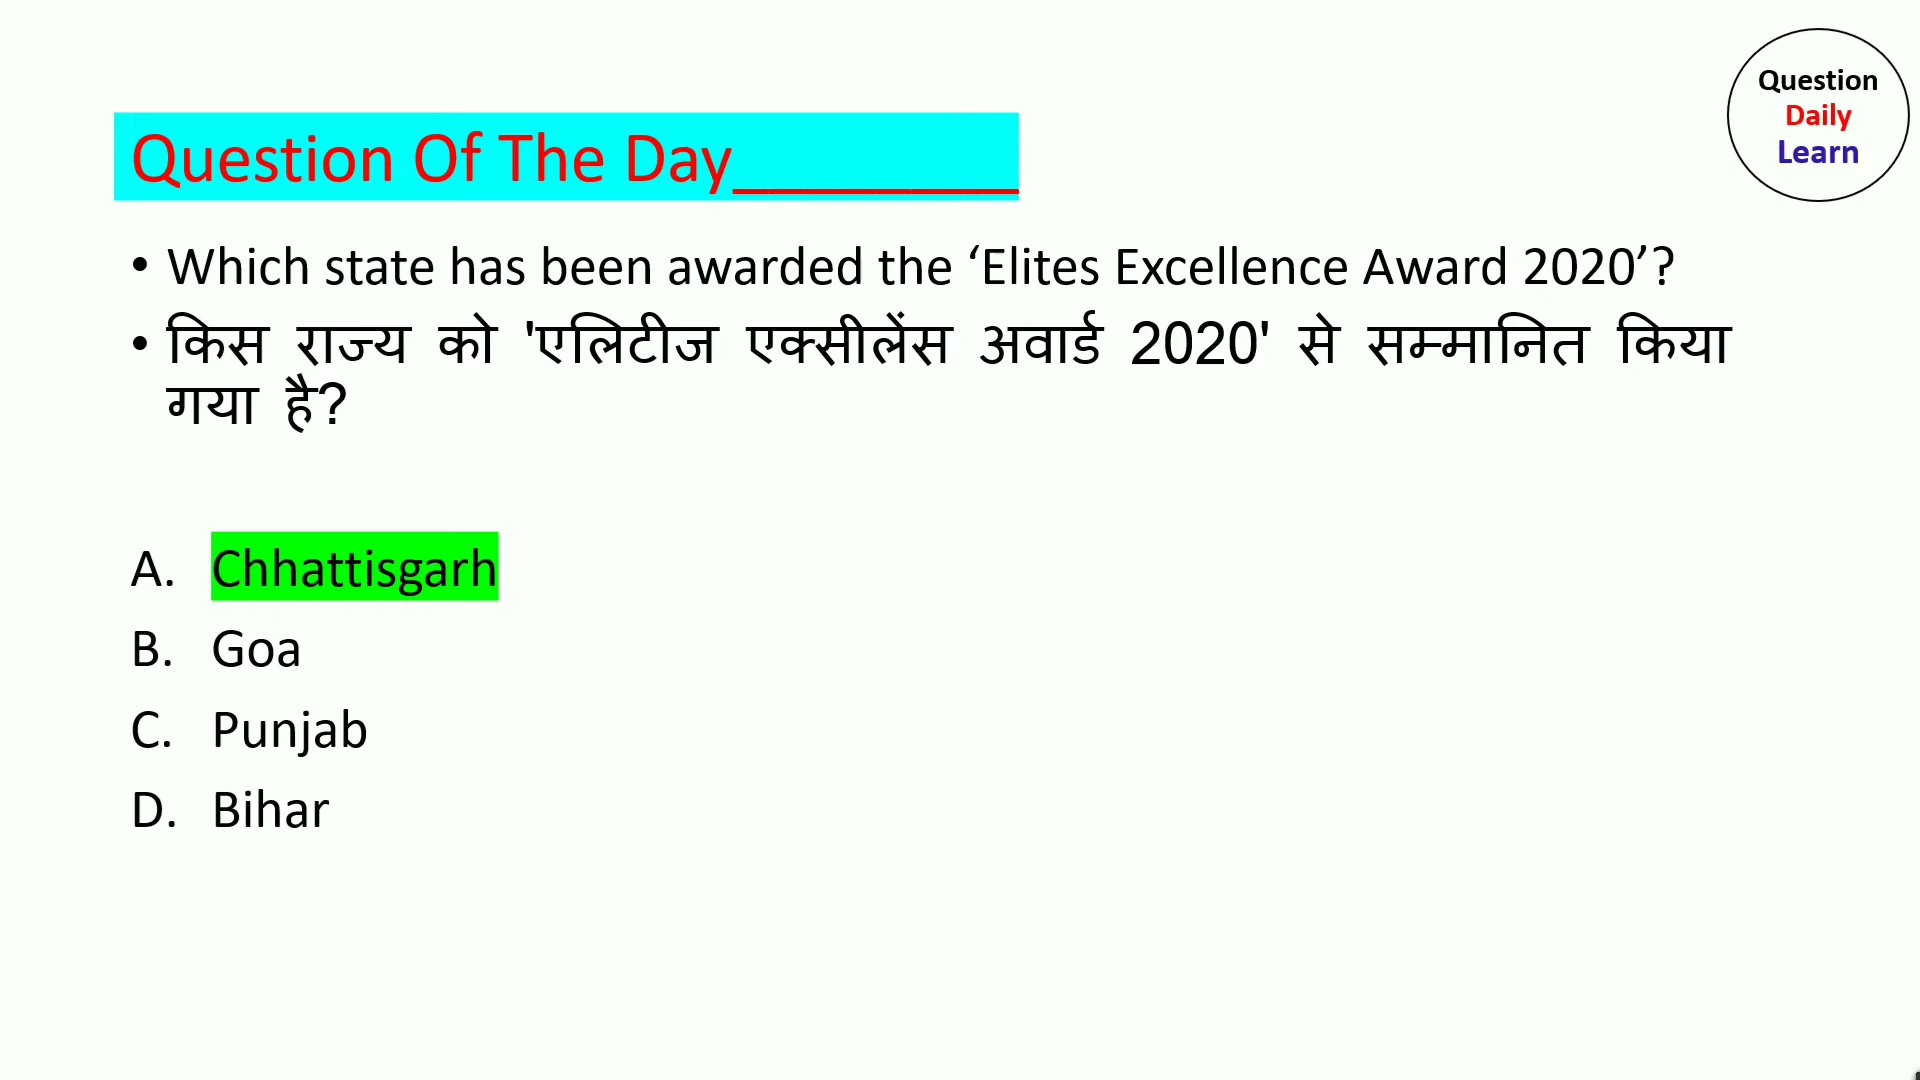 Question
Daily
Learn
Question Of The Day________
• Which state has been awarded the ‘Elites Excellence Award 2020’?
• किस राज्य को 'एलिटीज एक्सीलेंस अवार्ड 2020' से सम्मानित किया
गया है?
A. Chhattisgarh
B. Goa
C. Punjab
D. Bihar